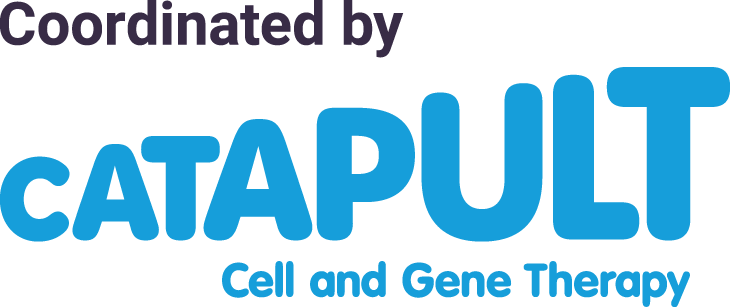 Coordinated by
CATAPULT
Cell and Gene Therapy